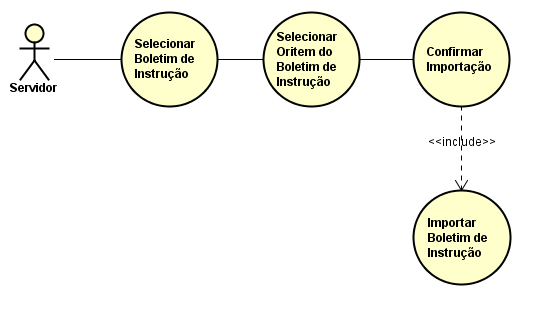 Servidor
Selecionar
Boletim de
Instrução
Selecionar
Oritem do
Boletim de
Instrução
Confirmar
Importação
<<include>>
Importar
Boletim de
Instrução